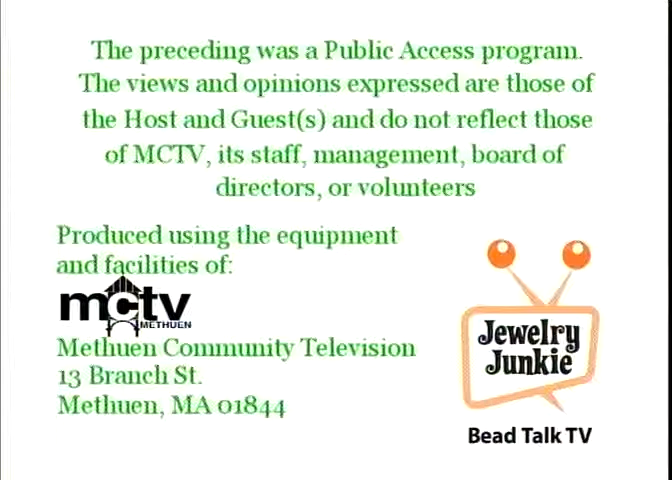 The preceding was a Public Access program.
The views and opinions expressed are those of
the Host and Guest(s) and do not reflect those
of MCTV, its staff, management, board of
directors, or volunteers
Produced using the equipment
and facilities of:
mctv
METHUEN
Methuen Community Television
13 Branch St.
Methuen, MA 01844
Jewelry
Junkie
Bead Talk TV